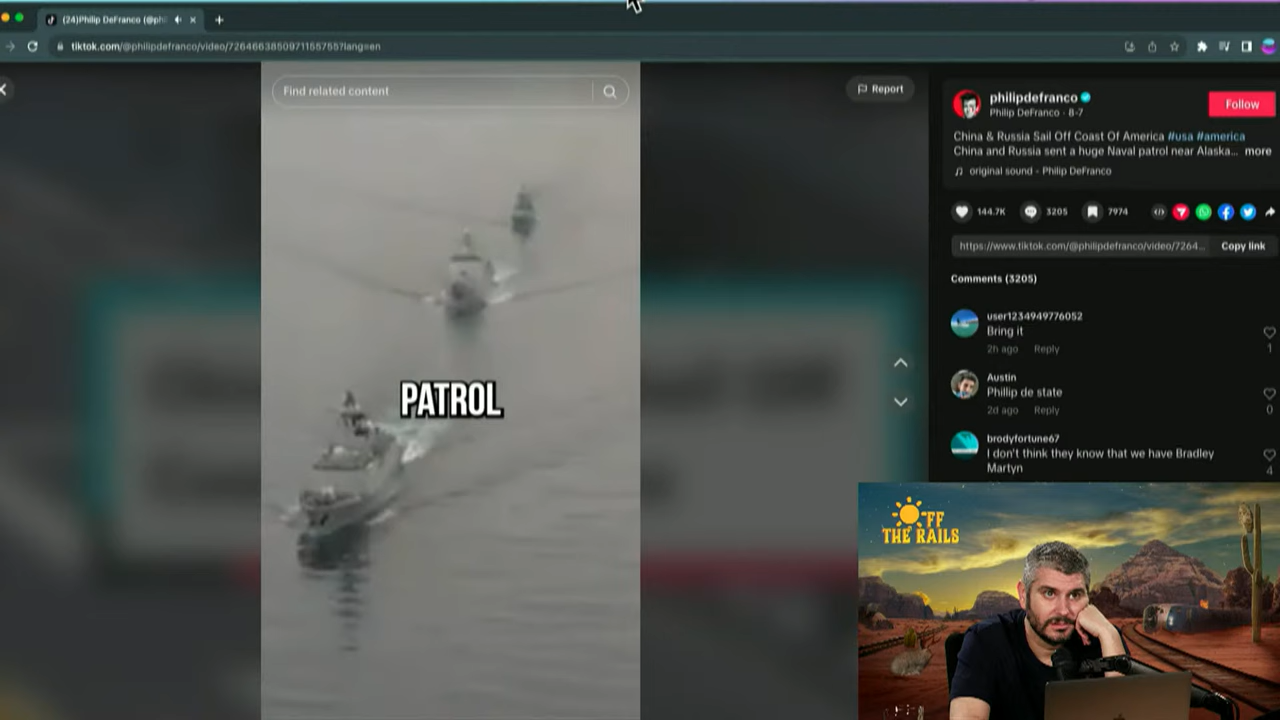 (24)Philip DeFranco (@phi
tiktok.com/@philipdefranco/video/7264663850971155755?lang=en
Find related content
Report
philipdefranco
Philip DeFranco · 8-7
Follow
China & Russia Sail Off Coast Of America #usa #america
China and Russia sent a huge Naval patrol near Alaska... more
original sound - Philip DeFranco
144.7K
3205
7974
https://www.tiktok.com/@philipdefranco/video/7264...
Copy link
Comments (3205)
user1234949776052
Bring it
2h ago Reply
1
Austin
Phillip de state
2d ago Reply
0
brodyfortune67
I don't think they know that we have Bradley
Martyn
4
PATROL
OFF
THE RAILS